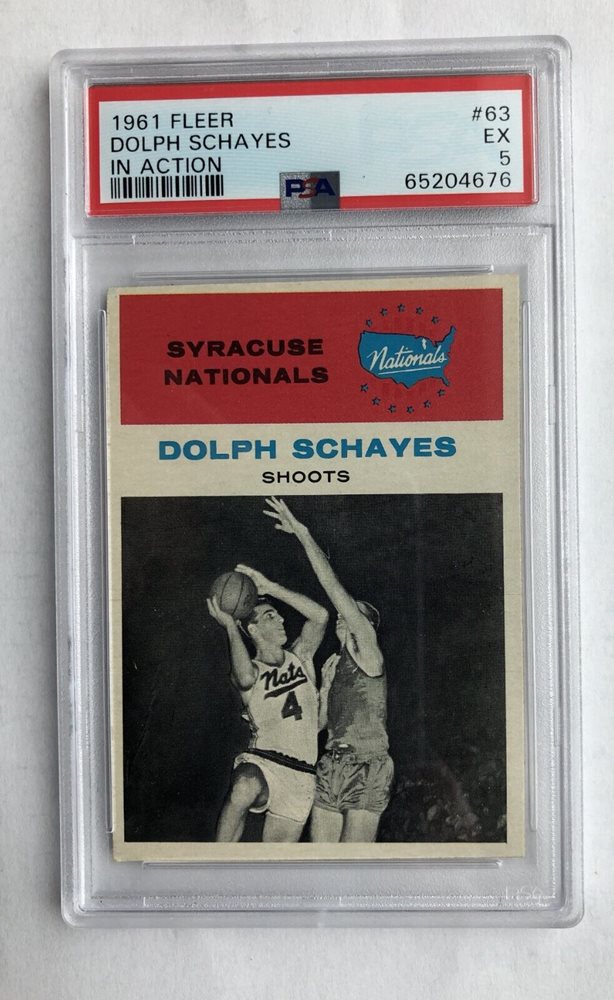 1961 FLEER
DOLPH SCHAYES
IN ACTION
#63
EX
5
65204676
PSA
SYRACUSE
NATIONALS
Nationals
DOLPH SCHAYES
SHOOTS
Nats
4